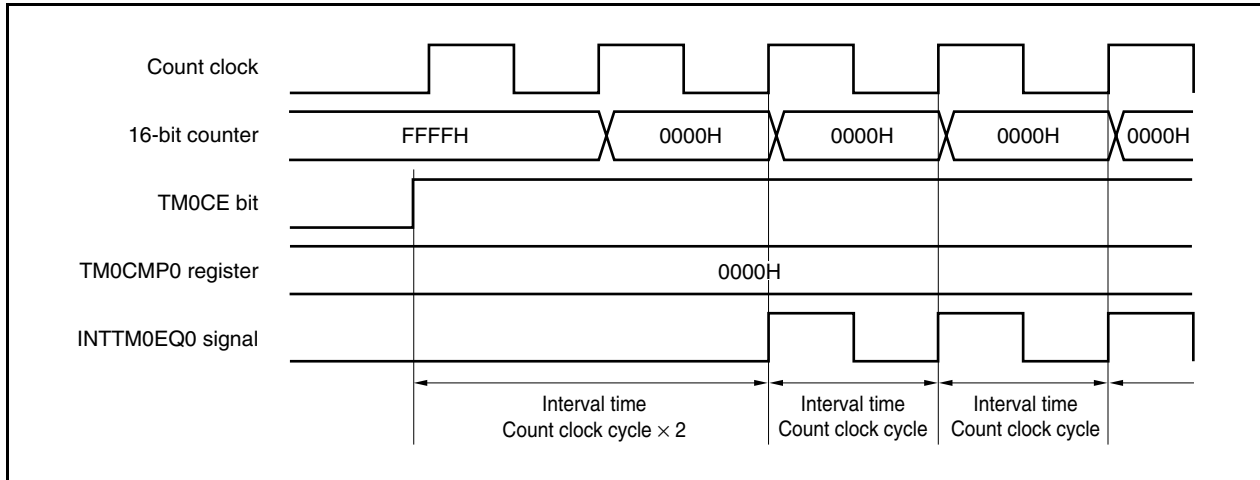 Count clock
16-bit counter
FFFFH
0000H
0000H
0000H
0000H
TM0CE bit
TM0CMP0 register
0000H
INTTM0EQ0 signal
Interval time
Count clock cycle × 2
Interval time
Count clock cycle
Interval time
Count clock cycle